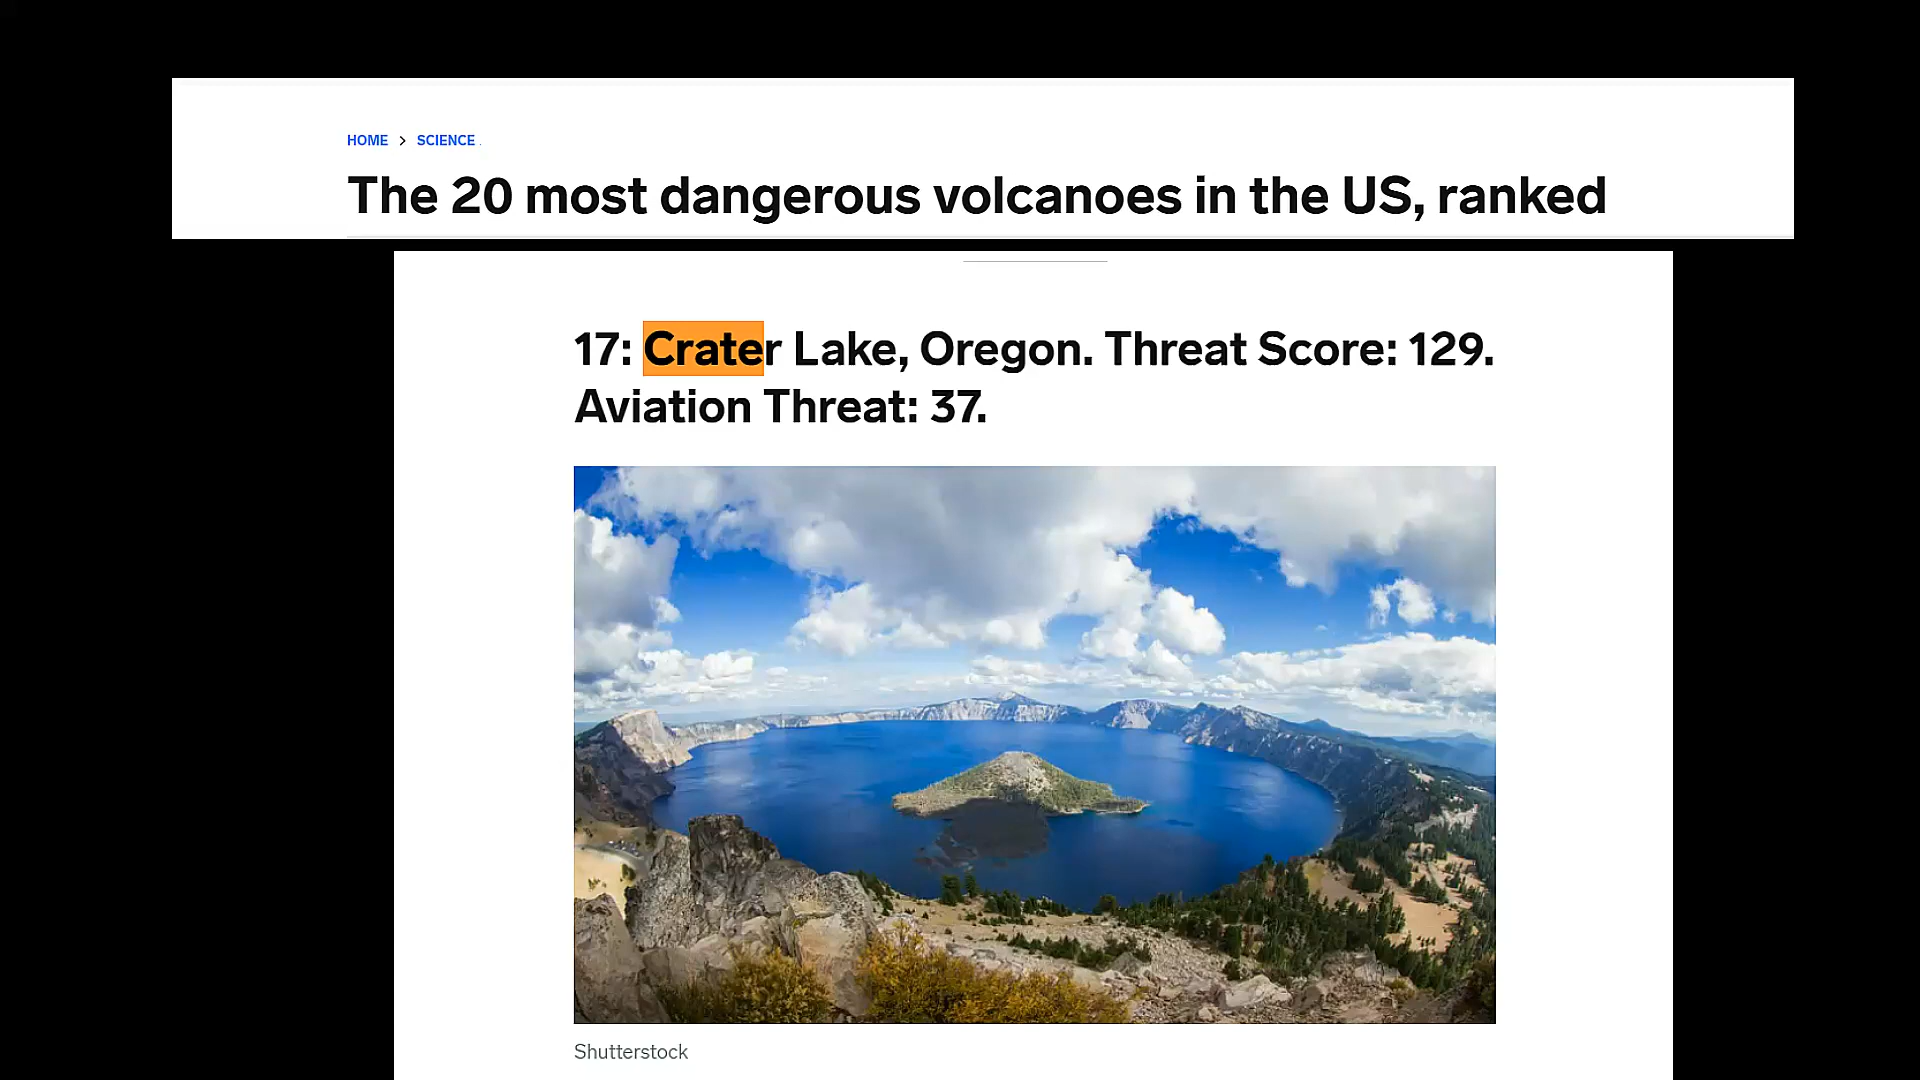 HOME > SCIENCE
The 20 most dangerous volcanoes in the US, ranked
17: Crater Lake, Oregon. Threat Score: 129.
Aviation Threat: 37.
Shutterstock